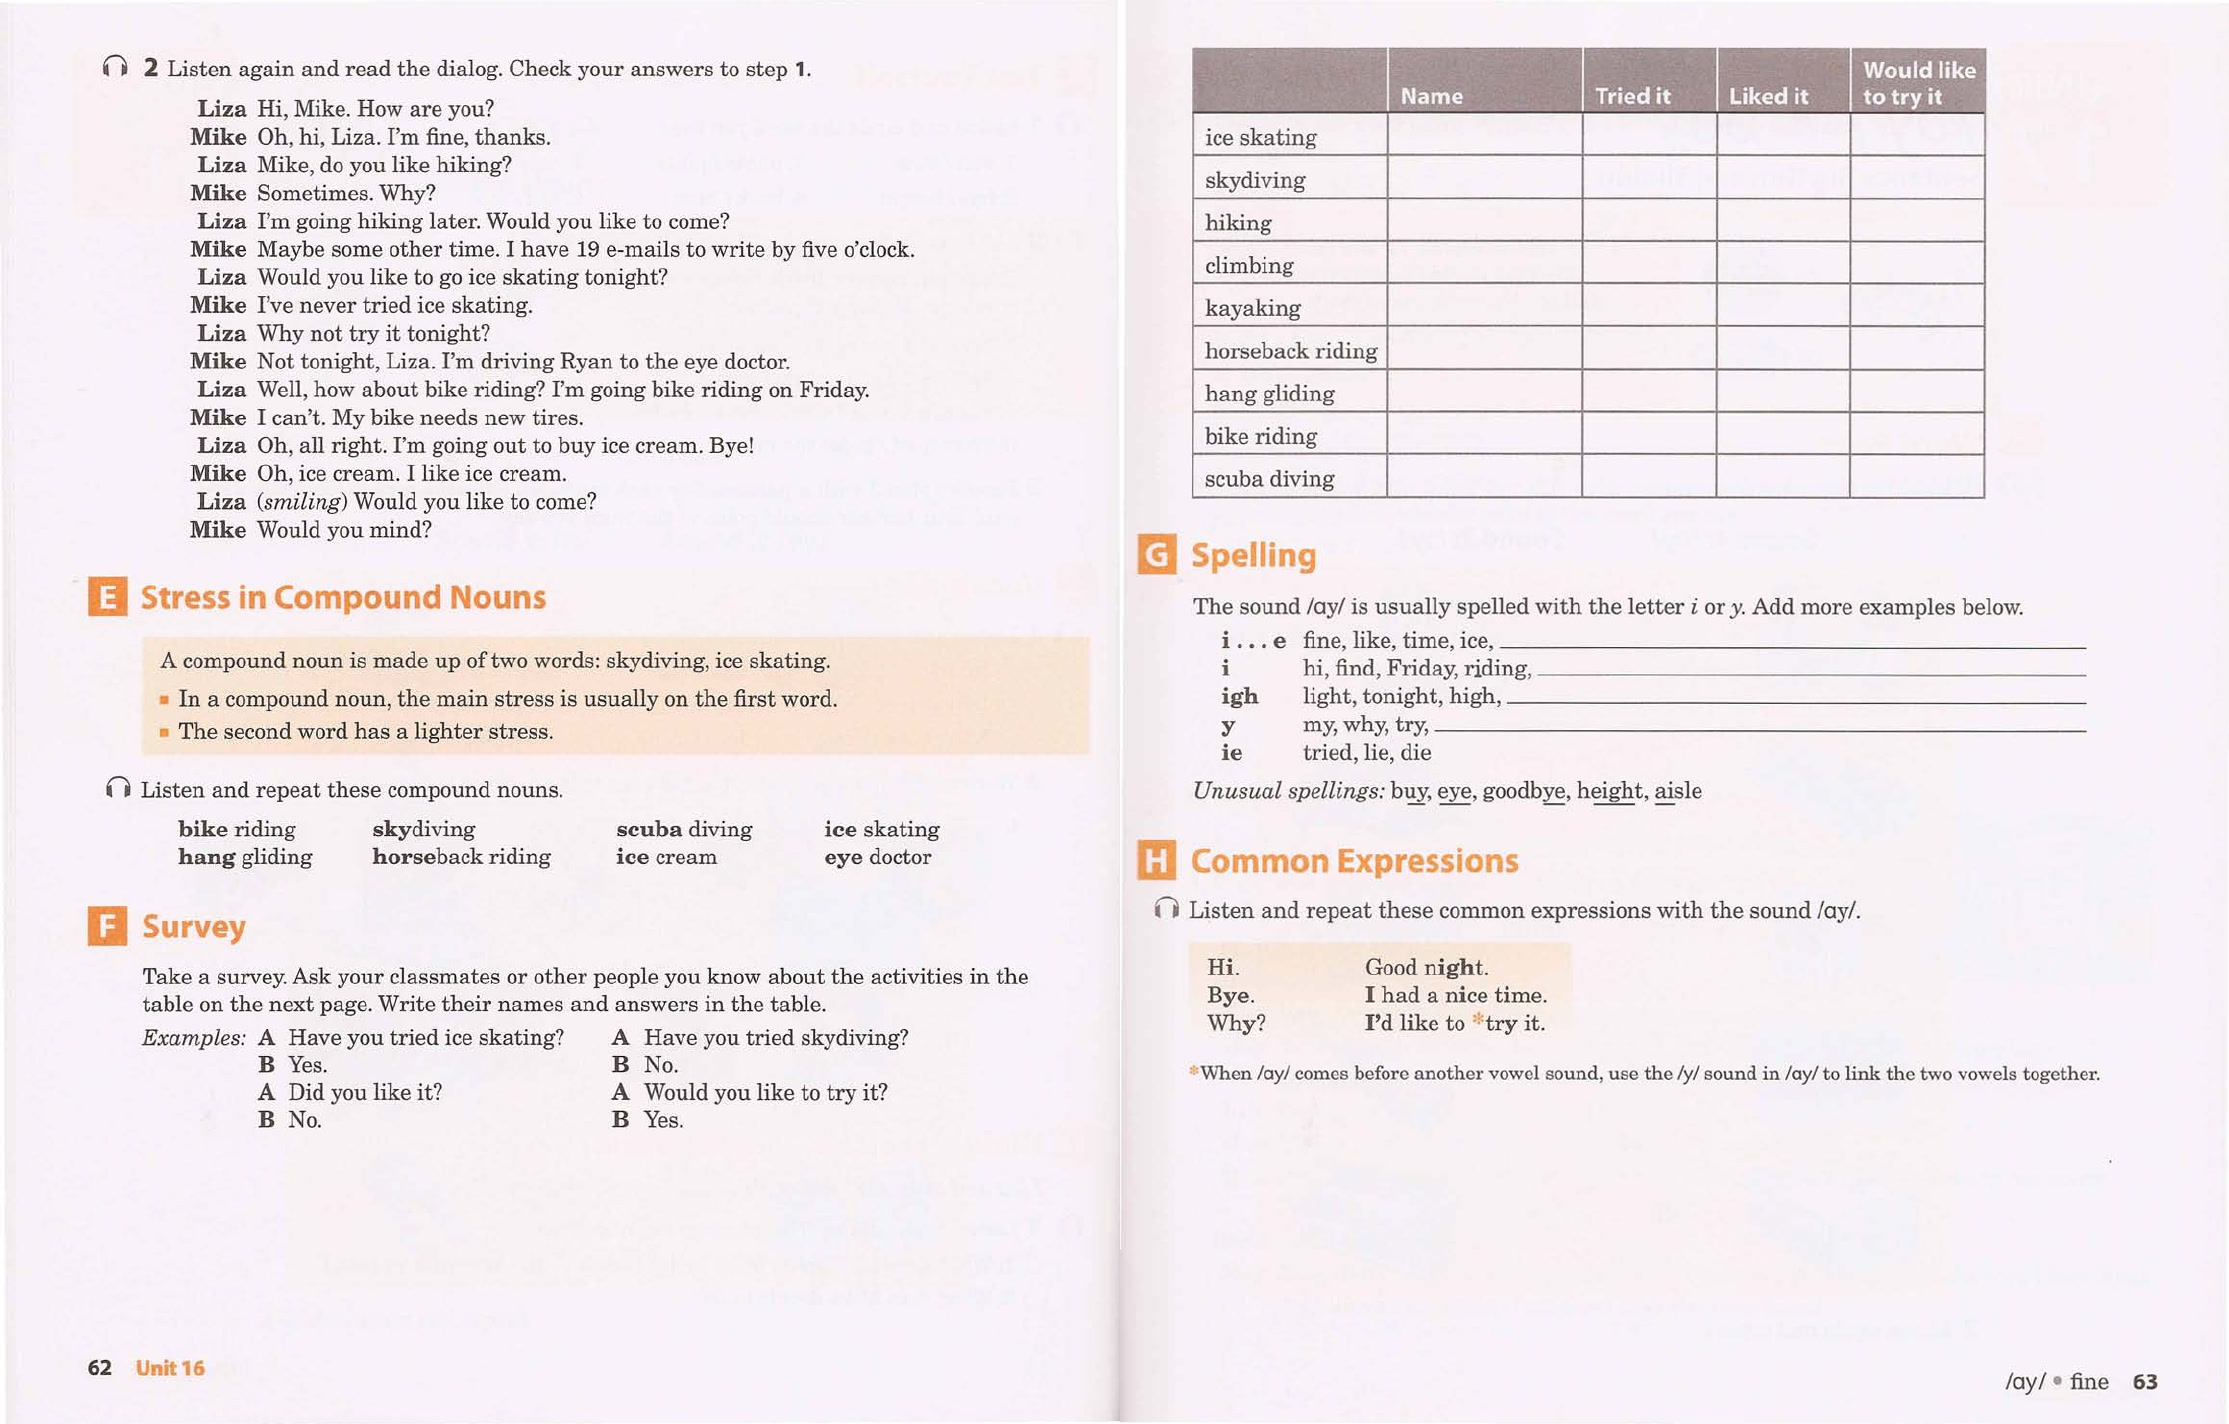 2 Listen again and read the dialog. Check your answers to step 1.
Liza Hi, Mike. How are you?
Mike Oh, hi, Liza. I'm fine, thanks.
Liza Mike, do you like hiking?
Mike Sometimes. Why?
Liza I'm going hiking later. Would you like to come?
Mike Maybe some other time. I have 19 e-mails to write by five o'clock.
Liza Would you like to go ice skating tonight?
Mike I've never tried ice skating.
Liza Why not try it tonight?
Mike Not tonight, Liza. I'm driving Ryan to the eye doctor.
Liza Well, how about bike riding? I'm going bike riding on Friday.
Mike I can't. My bike needs new tires.
Liza Oh, all right. I'm going out to buy ice cream. Bye!
Mike Oh, ice cream. I like ice cream.
Liza (smiling) Would you like to come?
Mike Would you mind?
E Stress in Compound Nouns
A compound noun is made up of two words: skydiving, ice skating.
▪ In a compound noun, the main stress is usually on the first word.
▪ The second word has a lighter stress.
Listen and repeat these compound nouns.
bike riding skydiving scuba diving ice skating
hang gliding horseback riding ice cream eye doctor
F Survey
Take a survey. Ask your classmates or other people you know about the activities in the
table on the next page. Write their names and answers in the table.
Examples: A Have you tried ice skating? A Have you tried skydiving?
B Yes. B No.
A Did you like it? A Would you like to try it?
B No. B Yes.
62 Unit 16
Name Tried it Liked it Would like
to try it
ice skating
skydiving
hiking
climbing
kayaking
horseback riding
hang gliding
bike riding
scuba diving
G Spelling
The sound /ay/ is usually spelled with the letter i or y. Add more examples below.
i . . . e fine, like, time, ice,
i hi, find, Friday, riding,
igh light, tonight, high,
y my, why, try,
ie tried, lie, die
Unusual spellings: buy, eye, goodbye, height, aisle
H Common Expressions
Listen and repeat these common expressions with the sound /ay/.
Hi. Good night.
Bye. I had a nice time.
Why? I'd like to *try it.
*When /ay/ comes before another vowel sound, use the /y/ sound in /ay/ to link the two vowels together.
/ay/ • fine 63